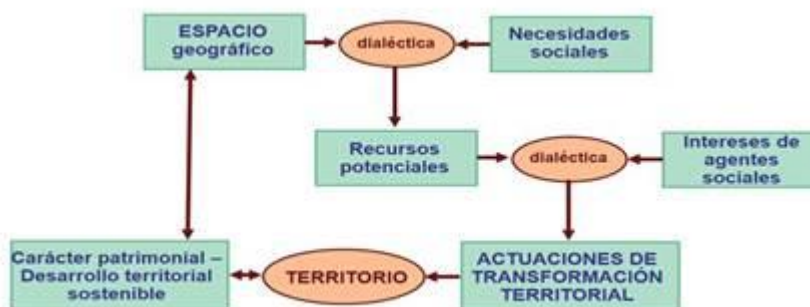 ESPACIO
geográfico
dialéctica
Necesidades
sociales
Recursos
potenciales
dialéctica
Intereses de
agentes
sociales
Carácter patrimonial –
Desarrollo territorial
sostenible
TERRITORIO
ACTUACIONES DE
TRANSFORMACIÓN
TERRITORIAL